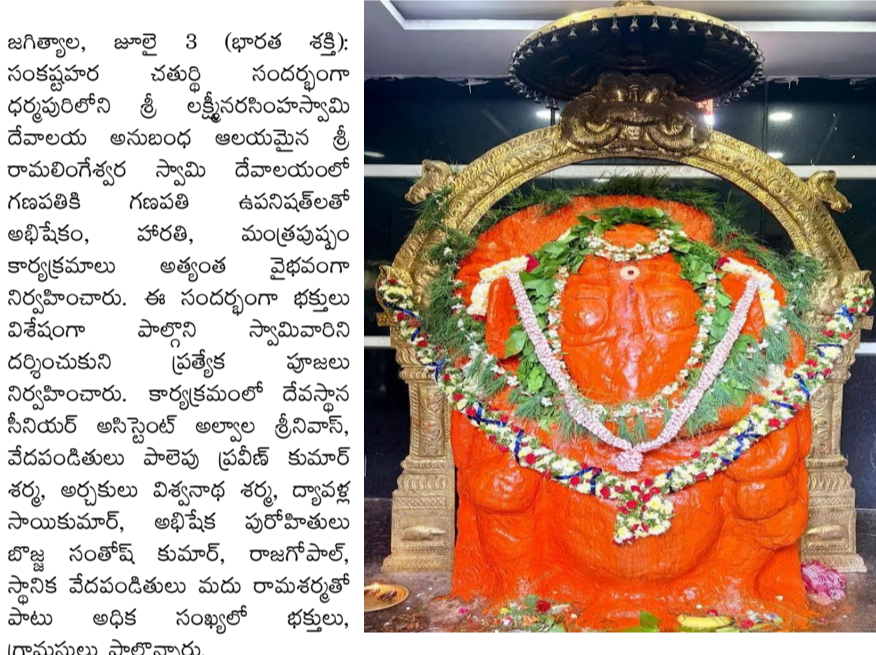 జగిత్యాల, జూలై 3 (భారత శక్తి):
సంకష్టహర చతుర్థి సందర్భంగా
ధర్మపురిలోని శ్రీ లక్ష్మీనరసింహస్వామి
దేవాలయ అనుబంధ ఆలయమైన శ్రీ
రామలింగేశ్వర స్వామి దేవాలయంలో
గణపతికి గణపతి ఉపనిషత్‌లతో
అభిషేకం, హారతి, మంత్రపుష్పం
కార్యక్రమాలు అత్యంత వైభవంగా
నిర్వహించారు. ఈ సందర్భంగా భక్తులు
విశేషంగా పాల్గొని స్వామివారిని
దర్శించుకుని ప్రత్యేక పూజలు
నిర్వహించారు. కార్యక్రమంలో దేవస్థాన
సీనియర్ అసిస్టెంట్ అల్వాల శ్రీనివాస్,
వేదపండితులు పాలెపు ప్రవీణ్ కుమార్
శర్మ, అర్చకులు విశ్వనాథ శర్మ, ద్యావళ్ల
సాయికుమార్, అభిషేక పురోహితులు
బొజ్జ సంతోష్ కుమార్, రాజగోపాల్,
స్థానిక వేదపండితులు మదు రామశర్మతో
పాటు అధిక సంఖ్యలో భక్తులు,
గ్రామస్తులు పాల్గొన్నారు.